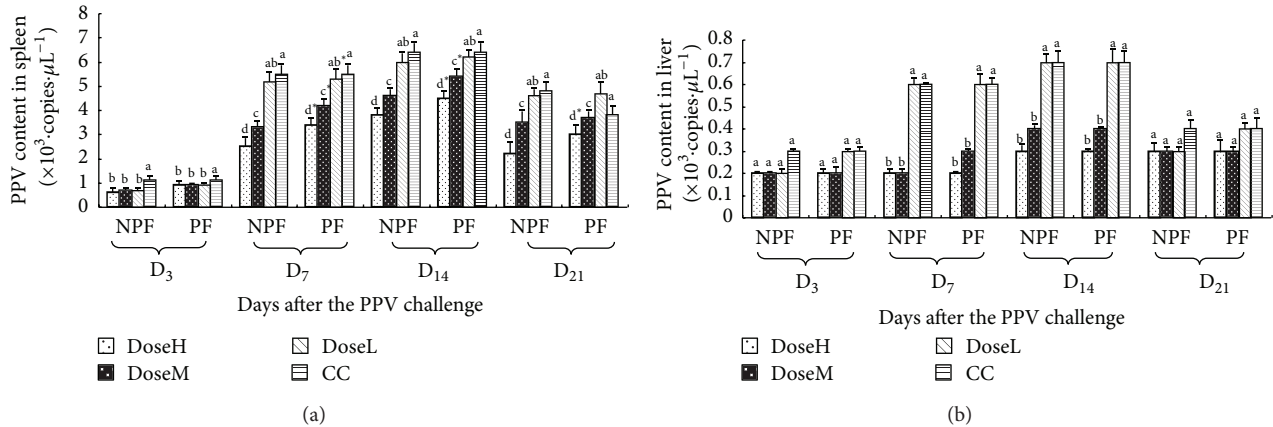 PPV content in spleen
(×10³·copies·μL⁻¹)
8
7
6
5
4
3
2
1
0
b b b a
b b b a
d c ab a
d* c* ab* a
d c ab a
d* c* ab a
d c ab a
d* c ab a
NPF PF NPF PF NPF PF NPF PF
D₃ D₇ D₁₄ D₂₁
Days after the PPV challenge
DoseH DoseL
DoseM CC
(a)
PPV content in liver
(×10³·copies·μL⁻¹)
0.8
0.7
0.6
0.5
0.4
0.3
0.2
0.1
0
a a a a
a a a a
b b a a
b b a a
b b a a
b b a a
a a a a
a a a a
NPF PF NPF PF NPF PF NPF PF
D₃ D₇ D₁₄ D₂₁
Days after the PPV challenge
DoseH DoseL
DoseM CC
(b)